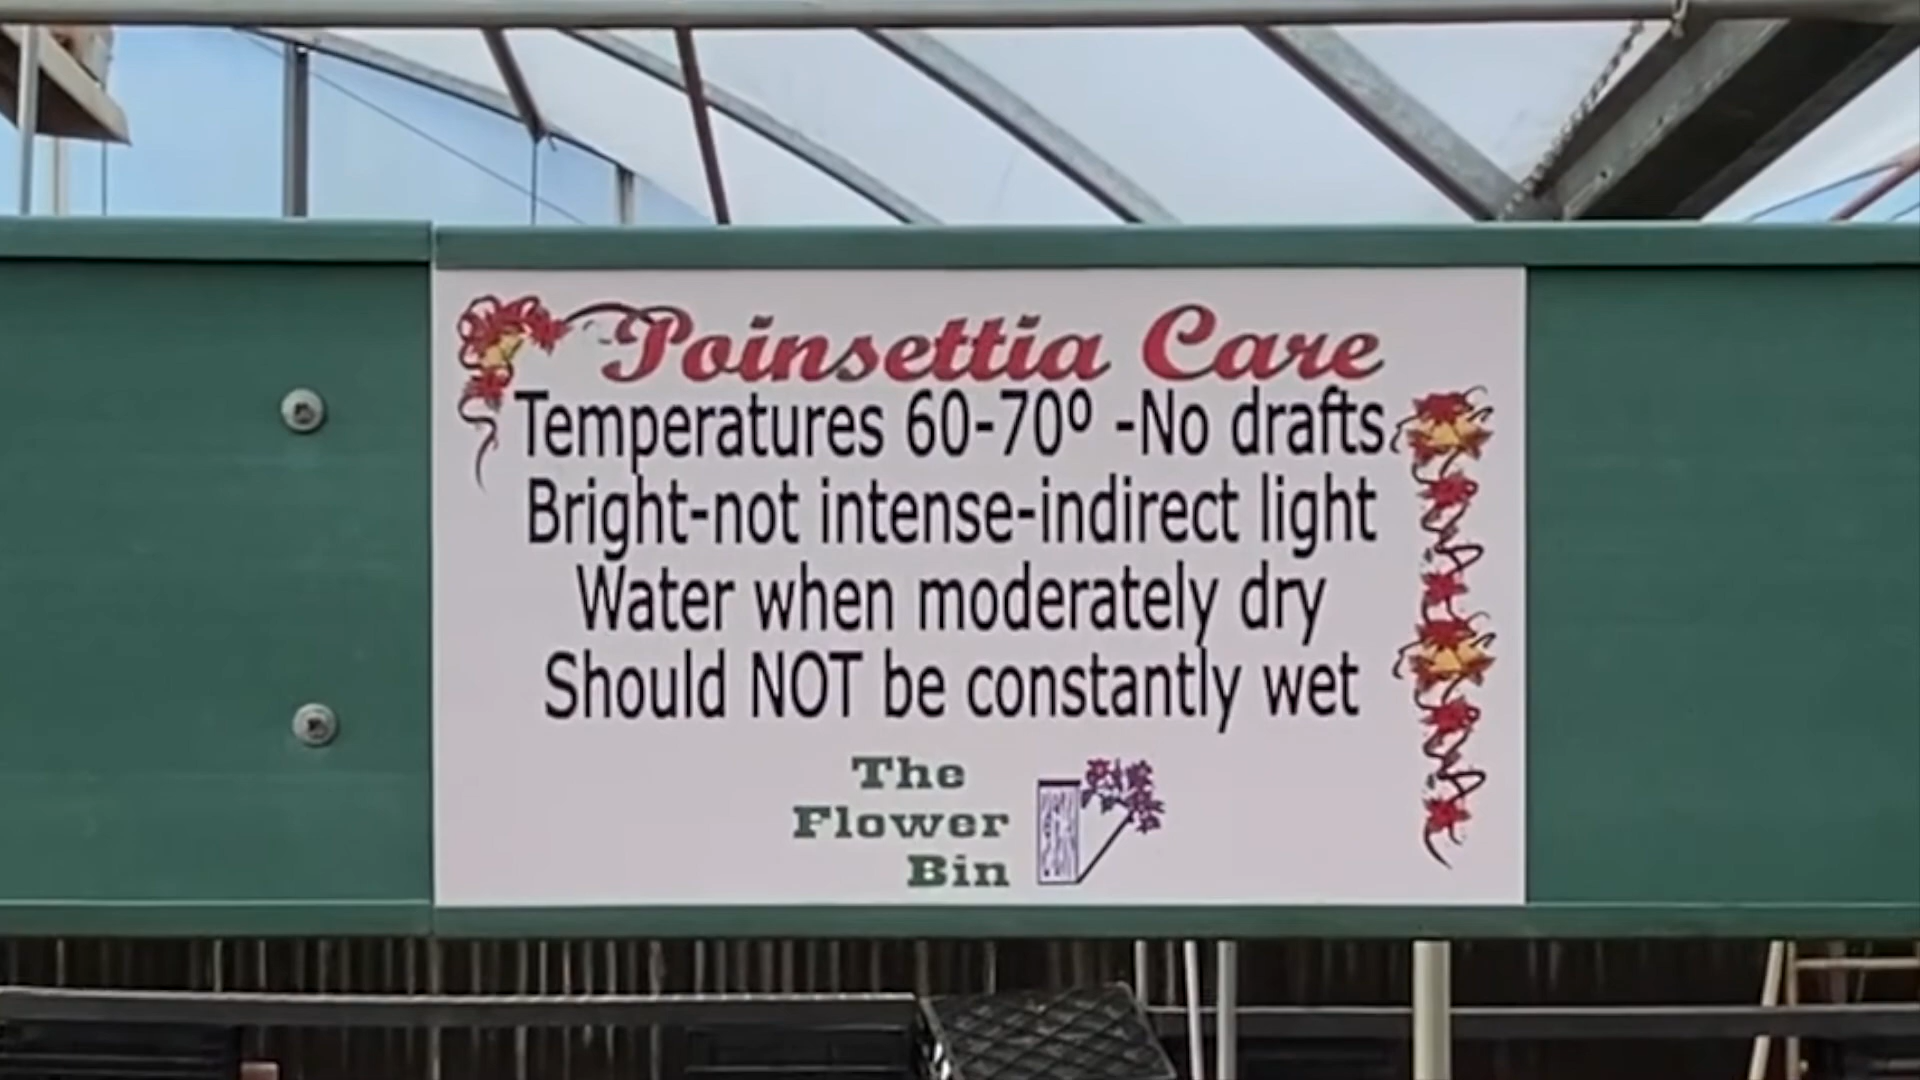 Poinsettia Care
Temperatures 60-70º -No drafts
Bright-not intense-indirect light
Water when moderately dry
Should NOT be constantly wet
The
Flower
Bin